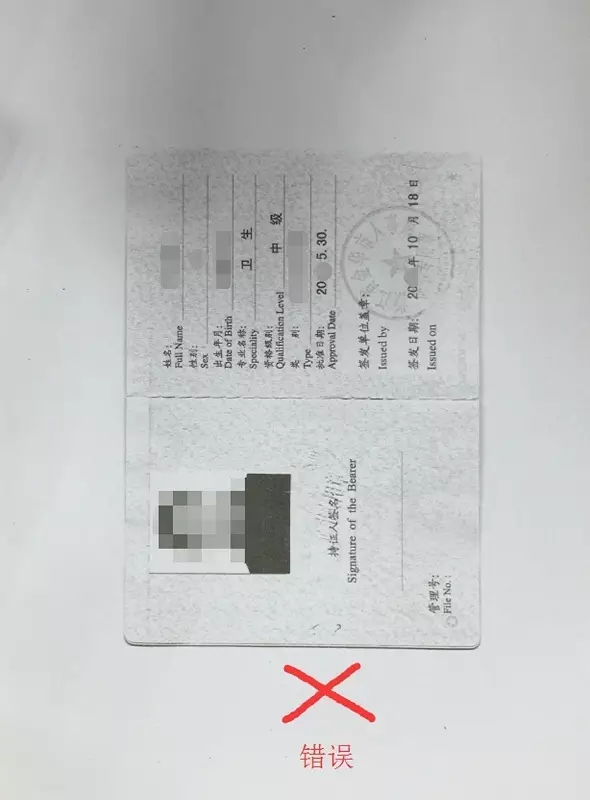 持证人签名:
Signature of the Bearer
管理号:
File No.:
姓名:
Full Name
性别:
Sex
出生年月:
Date of Birth
专业名称: 卫 生
Speciality
资格级别: 中 级
Qualification Level
类 别:
Type
批准日期: 20 5.30.
Approval Date
签发单位盖章:
Issued by
签发日期: 20 年 10 月 18 日
Issued on
错误